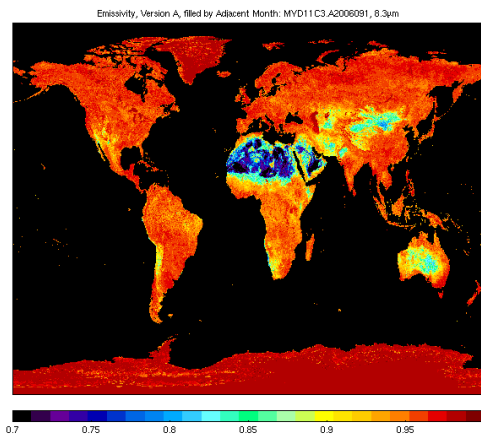 Emissivity, Version A, filled by Adjacent Month: MYD11C3.A2006091, 8.3µm
0.7 0.75 0.8 0.85 0.9 0.95